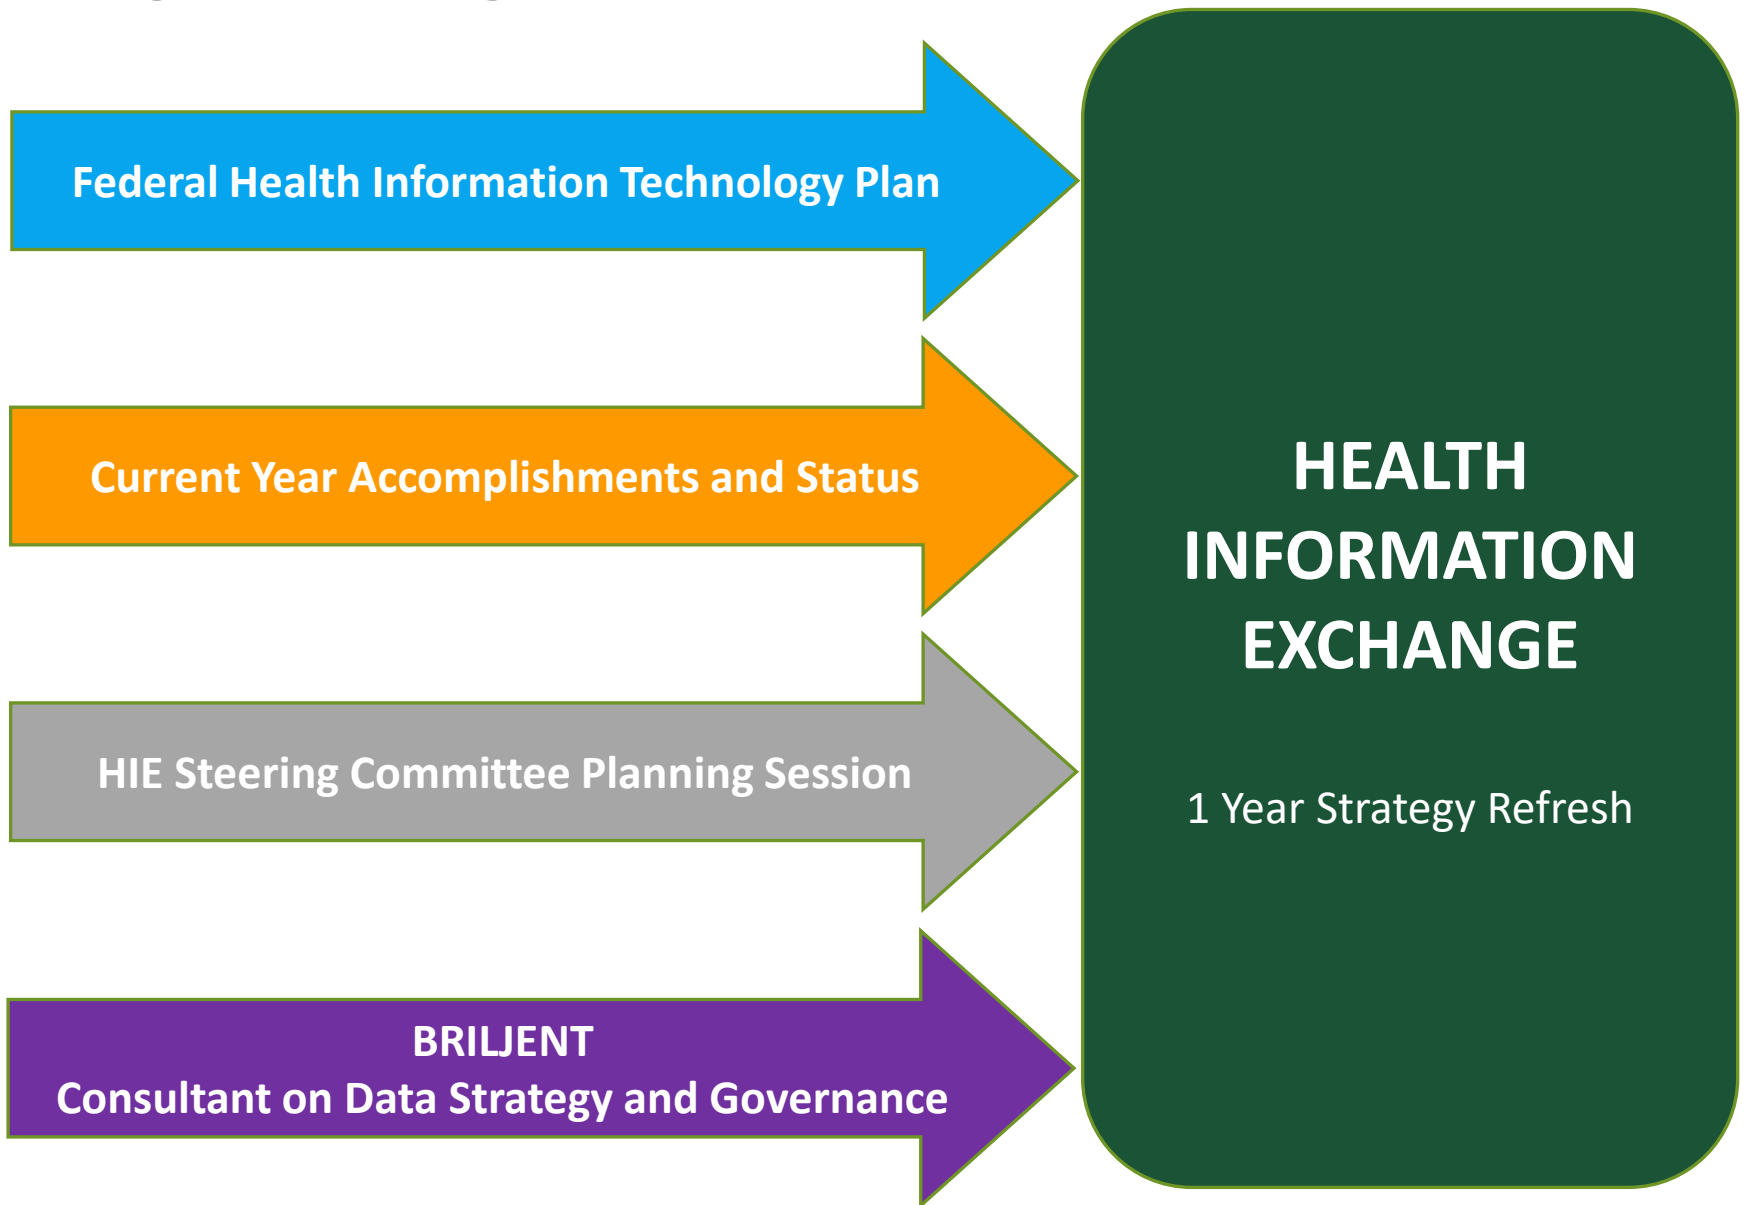 Federal Health Information Technology Plan
Current Year Accomplishments and Status
HIE Steering Committee Planning Session
BRILJENT
Consultant on Data Strategy and Governance
HEALTH
INFORMATION
EXCHANGE
1 Year Strategy Refresh